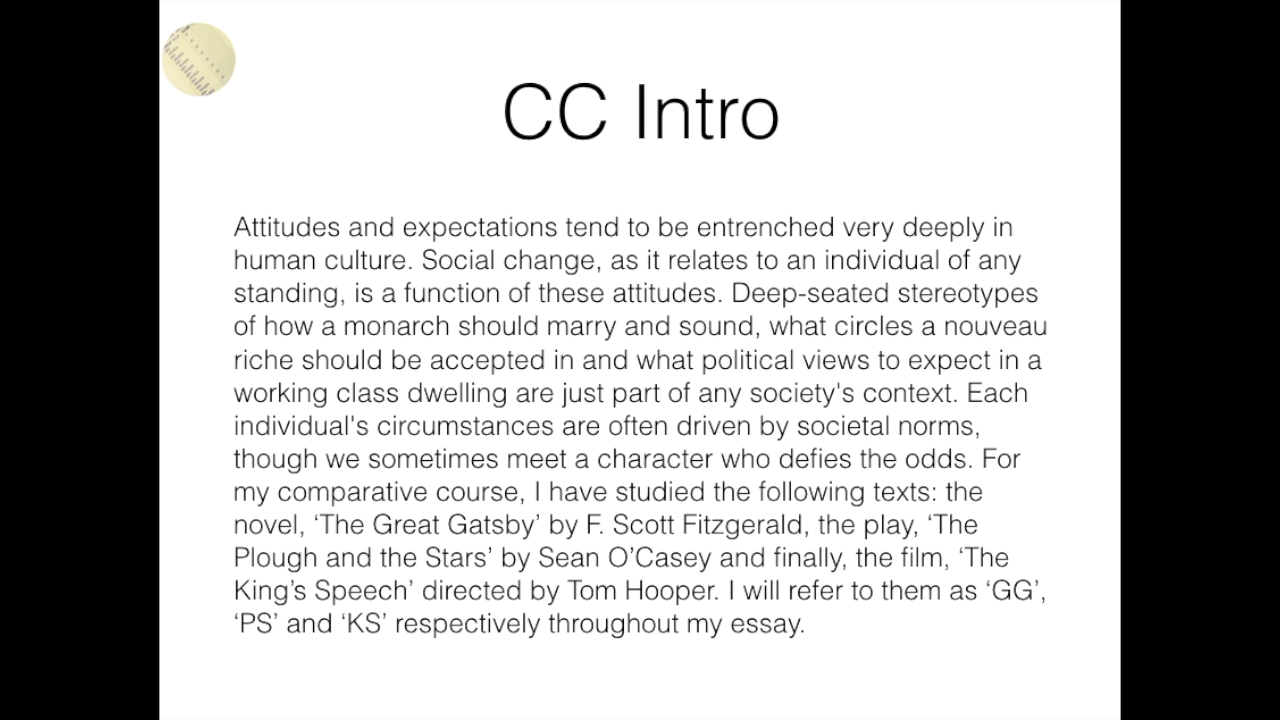 CC Intro
Attitudes and expectations tend to be entrenched very deeply in
human culture. Social change, as it relates to an individual of any
standing, is a function of these attitudes. Deep-seated stereotypes
of how a monarch should marry and sound, what circles a nouveau
riche should be accepted in and what political views to expect in a
working class dwelling are just part of any society's context. Each
individual's circumstances are often driven by societal norms,
though we sometimes meet a character who defies the odds. For
my comparative course, I have studied the following texts: the
novel, ‘The Great Gatsby’ by F. Scott Fitzgerald, the play, ‘The
Plough and the Stars’ by Sean O’Casey and finally, the film, ‘The
King’s Speech’ directed by Tom Hooper. I will refer to them as ‘GG’,
‘PS’ and ‘KS’ respectively throughout my essay.